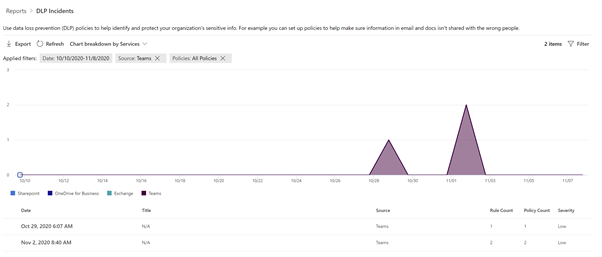 Reports > DLP Incidents
Use data loss prevention (DLP) policies to help identify and protect your organization's sensitive info. For example you can set up policies to help make sure information in email and docs isn't shared with the wrong people.
Export Refresh Chart breakdown by Services 2 items Filter
Applied filters: Date: 10/10/2020-11/8/2020 Source: Teams Policies: All Policies
3
2
1
0
10/10 10/12 10/14 10/16 10/18 10/20 10/22 10/24 10/26 10/28 10/30 11/01 11/03 11/05 11/07
Sharepoint OneDrive for Business Exchange Teams
Date Title Source Rule Count Policy Count Severity
Oct 29, 2020 6:07 AM N/A Teams 1 1 Low
Nov 2, 2020 8:40 AM N/A Teams 2 2 Low